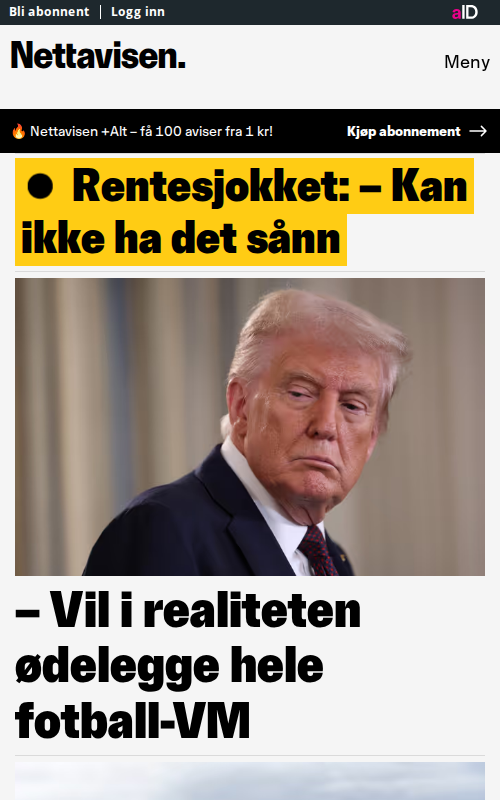 Bli abonnent | Logg inn
aID
Nettavisen.
Meny
🔥 Nettavisen +Alt – få 100 aviser fra 1 kr!
Kjøp abonnement →
● Rentesjokket: – Kan
ikke ha det sånn
– Vil i realiteten
ødelegge hele
fotball-VM